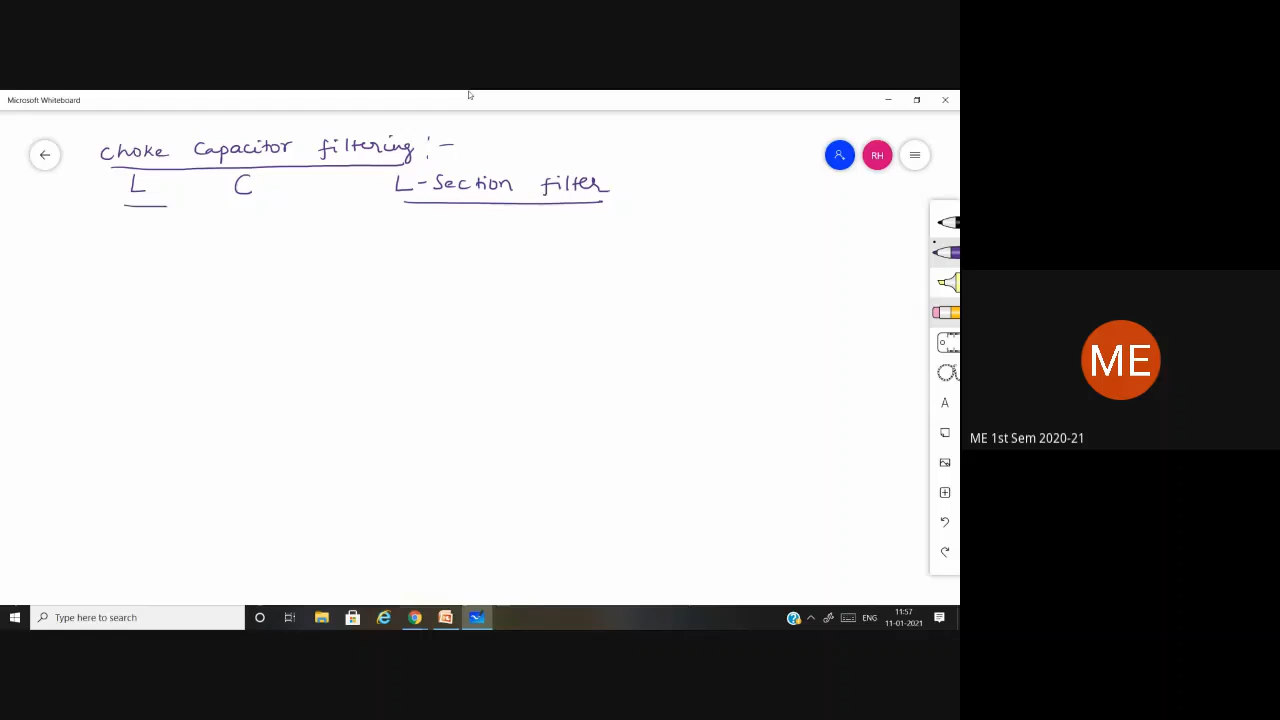 Microsoft Whiteboard
choke capacitor filtering :-
L C L-Section filter
RH
A
ME
ME 1st Sem 2020-21
Type here to search
ENG
11:57
11-01-2021